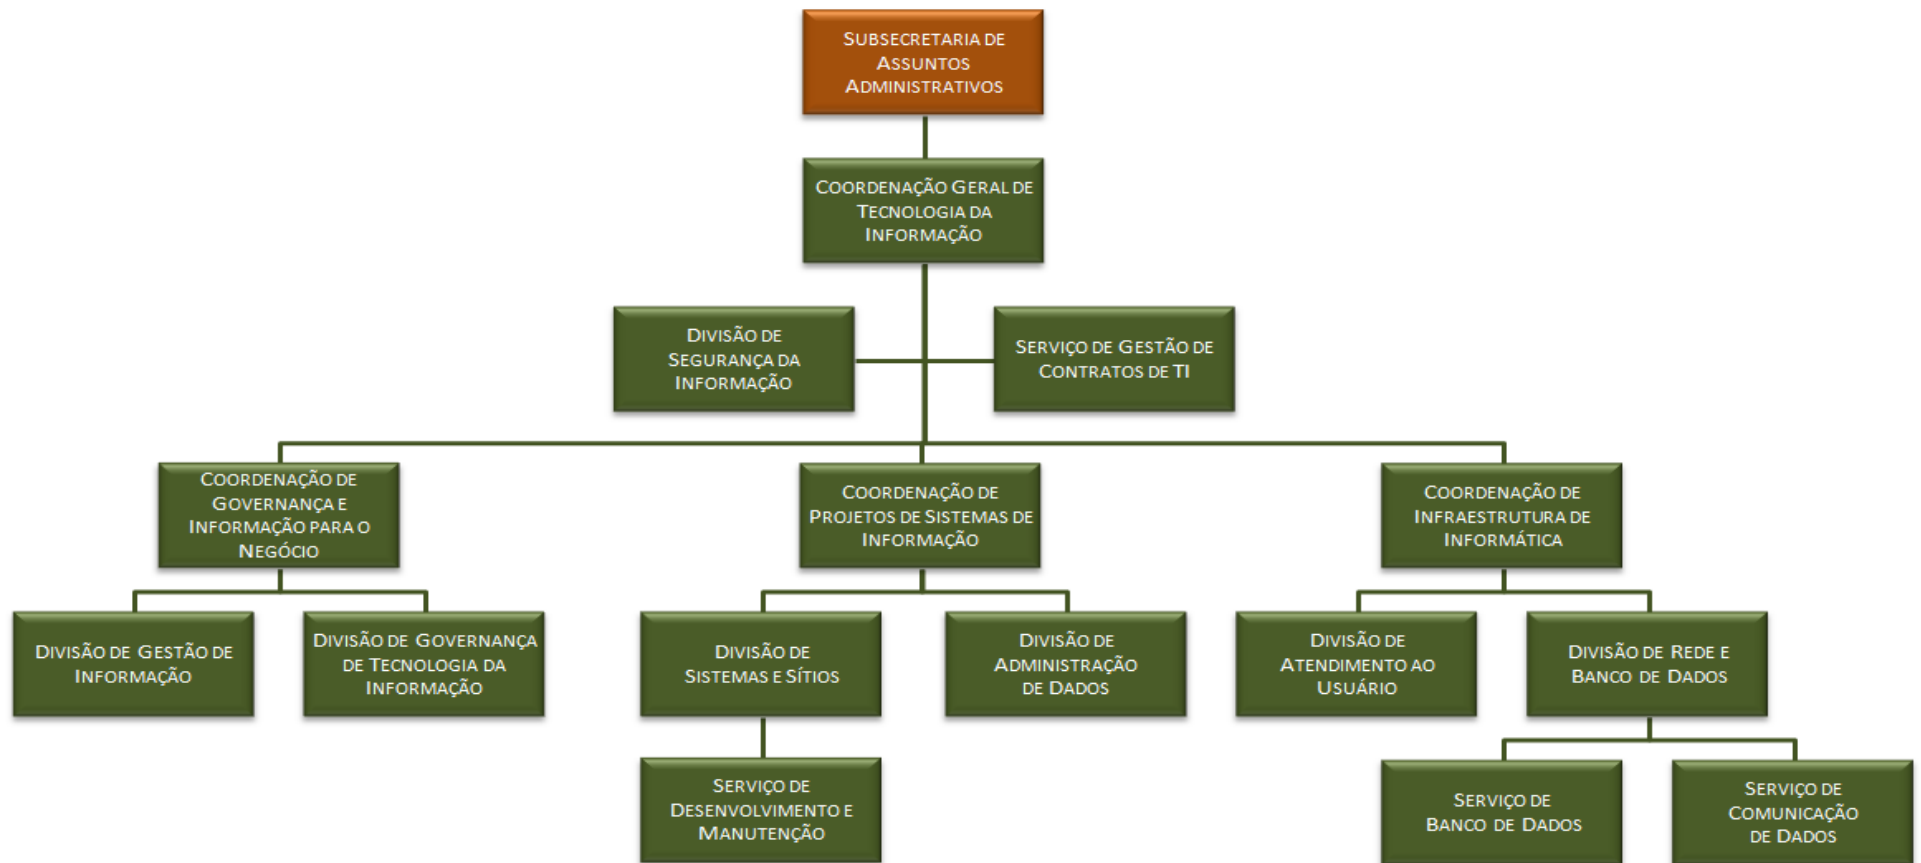 SUBSECRETARIA DE
ASSUNTOS
ADMINISTRATIVOS
COORDENAÇÃO GERAL DE
TECNOLOGIA DA
INFORMAÇÃO
DIVISÃO DE
SEGURANÇA DA
INFORMAÇÃO
SERVIÇO DE GESTÃO DE
CONTRATOS DE TI
COORDENAÇÃO DE
GOVERNANÇA E
INFORMAÇÃO PARA O
NEGÓCIO
COORDENAÇÃO DE
PROJETOS DE SISTEMAS DE
INFORMAÇÃO
COORDENAÇÃO DE
INFRAESTRUTURA DE
INFORMÁTICA
DIVISÃO DE GESTÃO DE
INFORMAÇÃO
DIVISÃO DE GOVERNANÇA
DE TECNOLOGIA DA
INFORMAÇÃO
DIVISÃO DE
SISTEMAS E SÍTIOS
DIVISÃO DE
ADMINISTRAÇÃO
DE DADOS
DIVISÃO DE
ATENDIMENTO AO
USUÁRIO
DIVISÃO DE REDE E
BANCO DE DADOS
SERVIÇO DE
DESENVOLVIMENTO E
MANUTENÇÃO
SERVIÇO DE
BANCO DE DADOS
SERVIÇO DE
COMUNICAÇÃO
DE DADOS